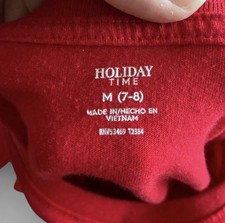 HOLIDAY
TIME
M (7-8)
MADE IN/HECHO EN
VIETNAM